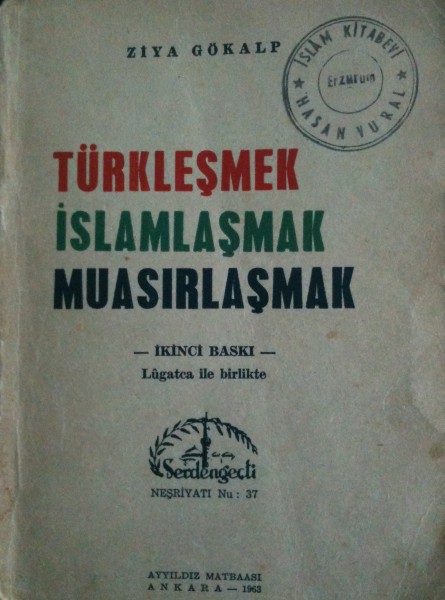 ZİYA GÖKALP
İSLAM KİTABEVİ
Erzurum
HASAN VURAL
TÜRKLEŞMEK
İSLAMLAŞMAK
MUASIRLAŞMAK
— İKİNCİ BASKI —
Lûgatca ile birlikte
Serdengeçti
NEŞRİYATI Nu: 37
AYYILDIZ MATBAASI
ANKARA — 1963